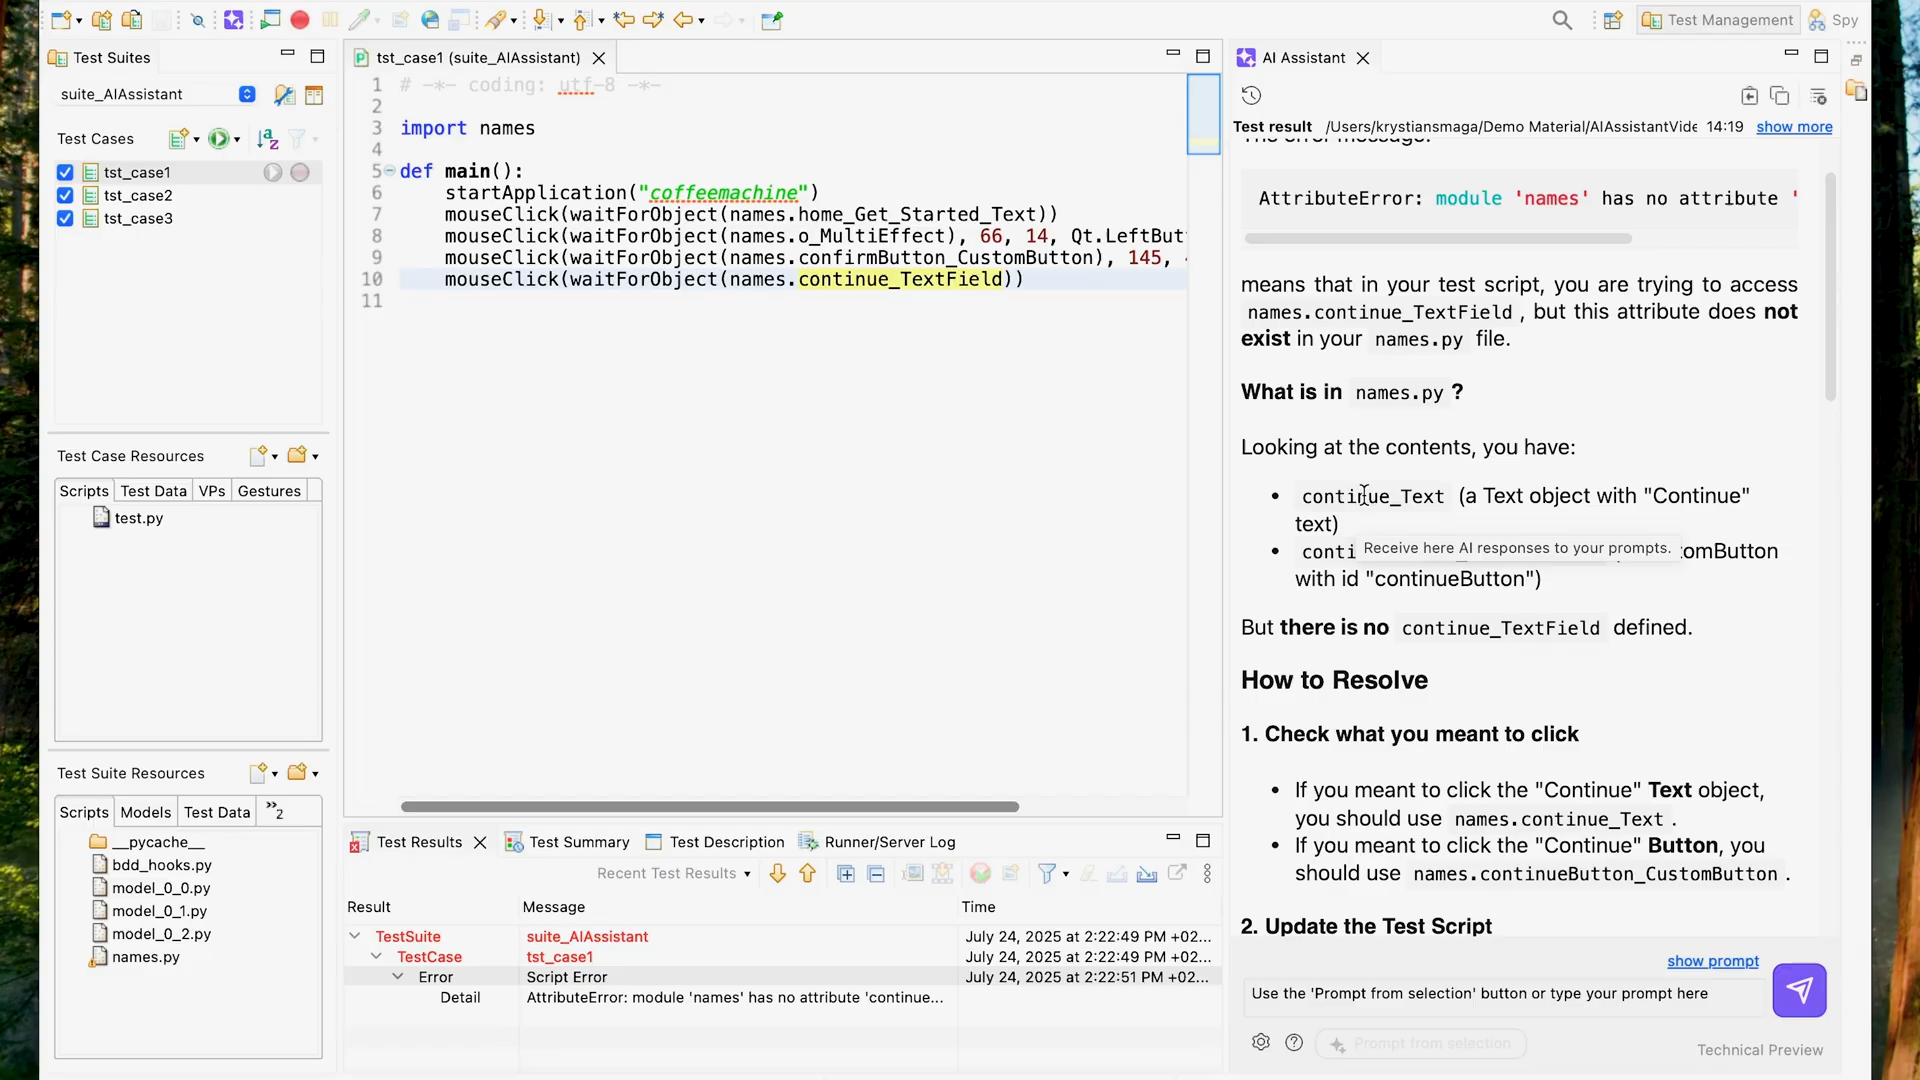 Test Management
Spy
Test Suites
suite_AIAssistant
Test Cases
tst_case1
tst_case2
tst_case3
Test Case Resources
Scripts
Test Data
VPs
Gestures
test.py
Test Suite Resources
Scripts
Models
Test Data
»2
__pycache__
bdd_hooks.py
model_0_0.py
model_0_1.py
model_0_2.py
names.py
tst_case1 (suite_AIAssistant)
1 # -*- coding: utf-8 -*-
2
3 import names
4
5 def main():
6 startApplication("coffeemachine")
7 mouseClick(waitForObject(names.home_Get_Started_Text))
8 mouseClick(waitForObject(names.o_MultiEffect), 66, 14, Qt.LeftBut
9 mouseClick(waitForObject(names.confirmButton_CustomButton), 145,
10 mouseClick(waitForObject(names.continue_TextField))
11
Test Results
Test Summary
Test Description
Runner/Server Log
Recent Test Results
Result Message Time
TestSuite suite_AIAssistant July 24, 2025 at 2:22:49 PM +02...
TestCase tst_case1 July 24, 2025 at 2:22:49 PM +02...
Error Script Error July 24, 2025 at 2:22:51 PM +02...
Detail AttributeError: module 'names' has no attribute 'continue...
AI Assistant
Test result /Users/krystiansmaga/Demo Material/AIAssistantVide 14:19 show more
The error message:
AttributeError: module 'names' has no attribute '
means that in your test script, you are trying to access
names.continue_TextField , but this attribute does not
exist in your names.py file.
What is in names.py ?
Looking at the contents, you have:
• continue_Text (a Text object with "Continue"
text)
• conti
Receive here AI responses to your prompts.
tomButton
with id "continueButton")
But there is no continue_TextField defined.
How to Resolve
1. Check what you meant to click
• If you meant to click the "Continue" Text object,
you should use names.continue_Text .
• If you meant to click the "Continue" Button, you
should use names.continueButton_CustomButton .
2. Update the Test Script
show prompt
Use the 'Prompt from selection' button or type your prompt here
Prompt from selection
Technical Preview